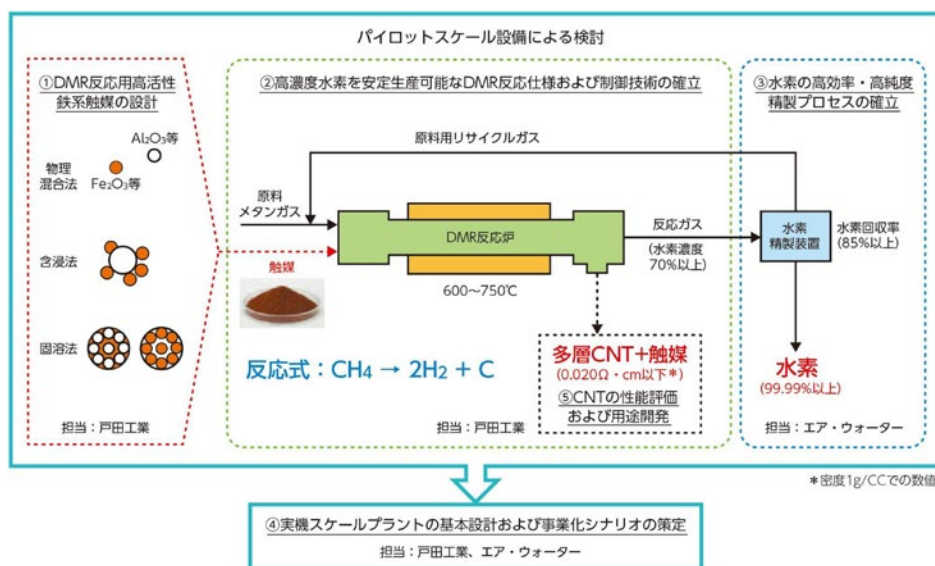 パイロットスケール設備による検討
①DMR反応用高活性
鉄系触媒の設計
Al₂O₃等
物理
混合法
Fe₂O₃等
含浸法
固溶法
担当：戸田工業
②高濃度水素を安定生産可能なDMR反応仕様および制御技術の確立
原料用リサイクルガス
原料
メタンガス
触媒
DMR反応炉
600～750℃
反応ガス
(水素濃度
70%以上)
反応式：CH₄ → 2H₂ + C
多層CNT+触媒
(0.020Ω・cm以下*)
⑤CNTの性能評価
および用途開発
担当：戸田工業
③水素の高効率・高純度
精製プロセスの確立
水素
精製装置
水素回収率
(85%以上)
水素
(99.99%以上)
担当：エア・ウォーター
*密度1g/CCでの数値
④実機スケールプラントの基本設計および事業化シナリオの策定
担当：戸田工業、エア・ウォーター